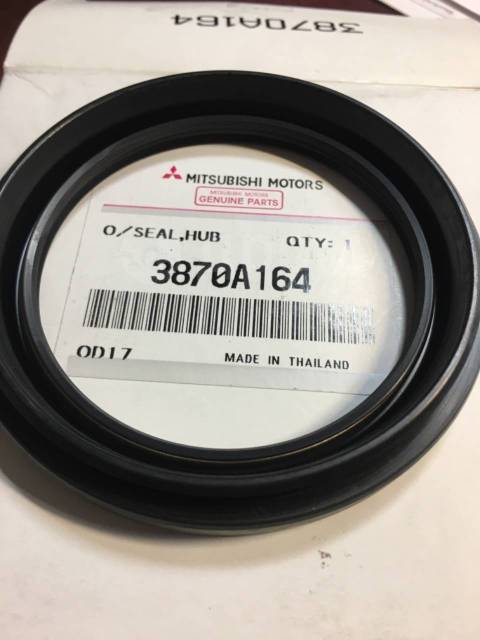 3870A164
MITSUBISHI MOTORS
MITSUBISHI MOTORS
GENUINE PARTS
O/SEAL,HUB QTY: 1
3870A164
OD17 MADE IN THAILAND